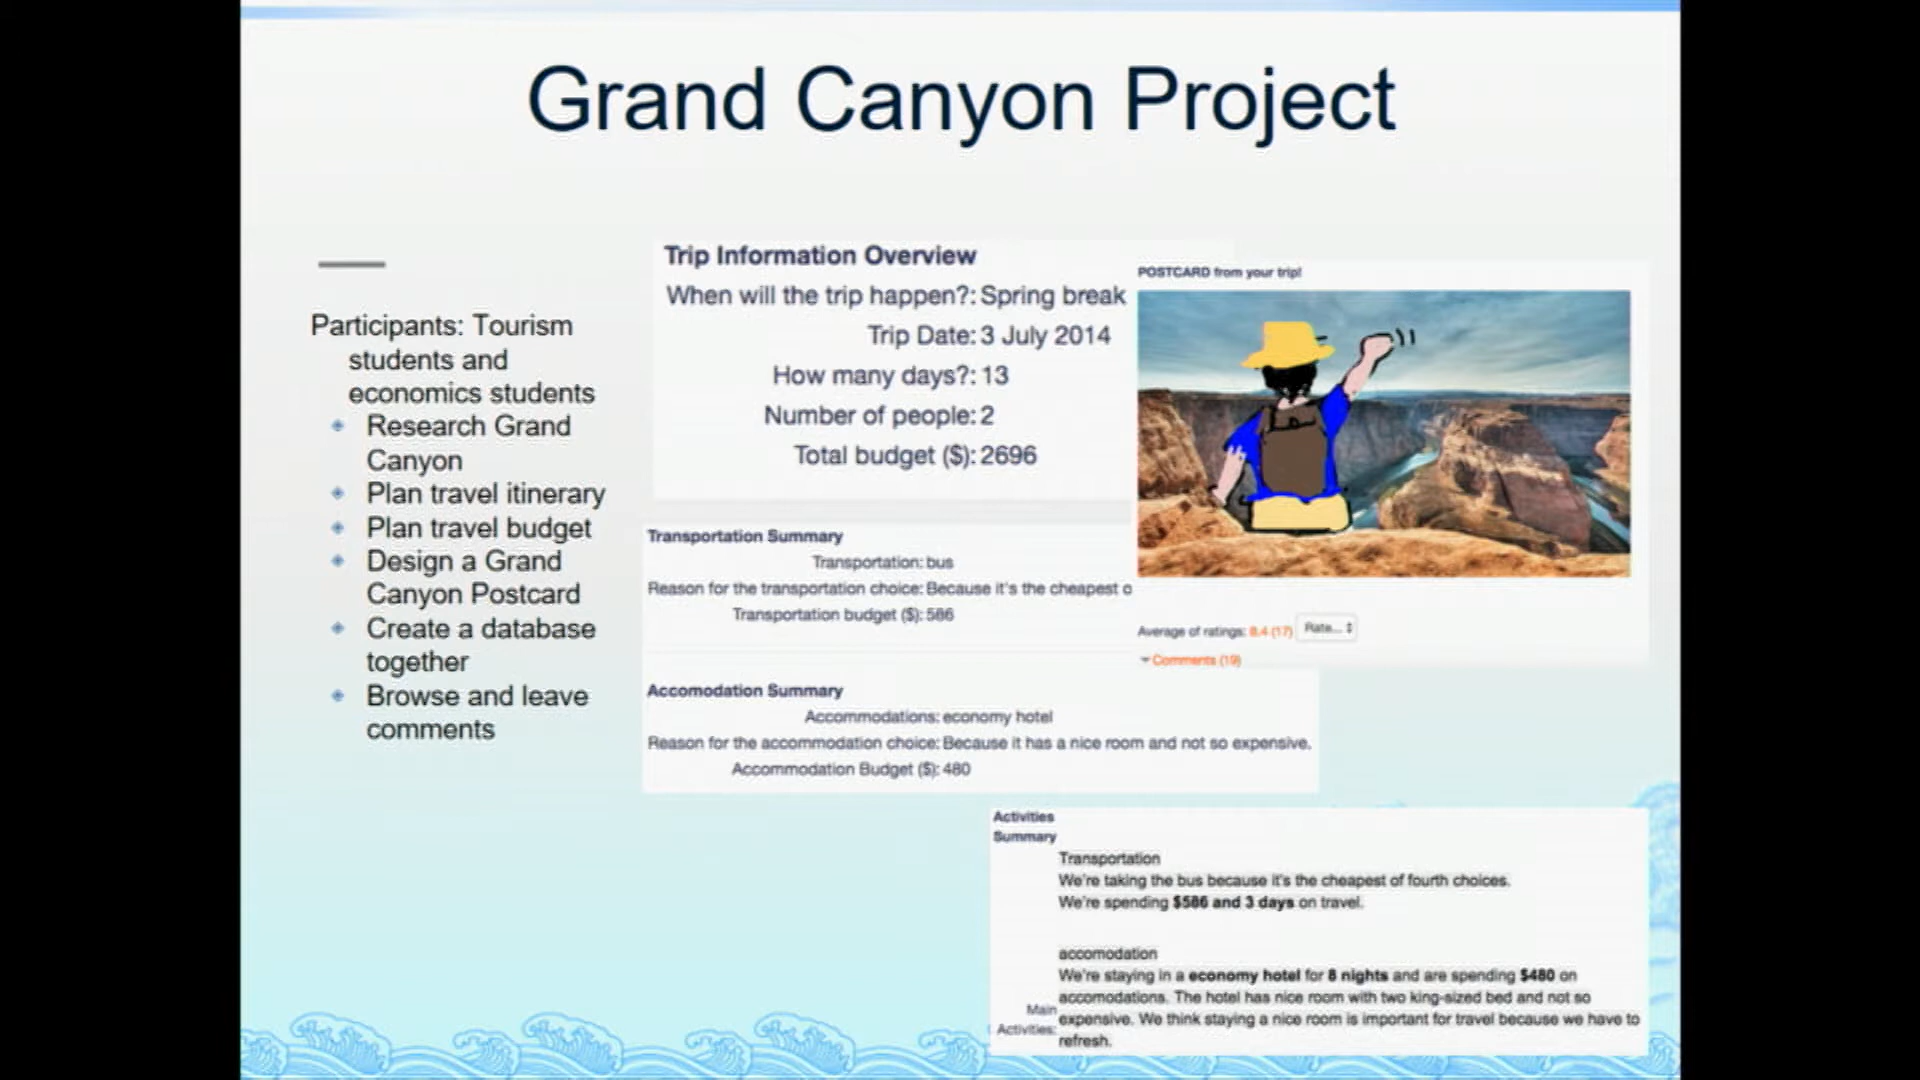 Grand Canyon Project
Participants: Tourism
students and
economics students
Research Grand
Canyon
Plan travel itinerary
Plan travel budget
Design a Grand
Canyon Postcard
Create a database
together
Browse and leave
comments
Trip Information Overview
When will the trip happen?: Spring break
Trip Date: 3 July 2014
How many days?: 13
Number of people: 2
Total budget ($): 2696
POSTCARD from your trip!
Average of ratings: 8.4 (17) Rate...
Comments (19)
Transportation Summary
Transportation: bus
Reason for the transportation choice: Because it's the cheapest o
Transportation budget ($): 586
Accomodation Summary
Accommodations: economy hotel
Reason for the accommodation choice: Because it has a nice room and not so expensive.
Accommodation Budget ($): 480
Activities
Summary
Transportation
We're taking the bus because it's the cheapest of fourth choices.
We're spending $586 and 3 days on travel.
accomodation
We're staying in a economy hotel for 8 nights and are spending $480 on
accomodations. The hotel has nice room with two king-sized bed and not so
expensive. We think staying a nice room is important for travel because we have to
refresh.
Main
Activities: